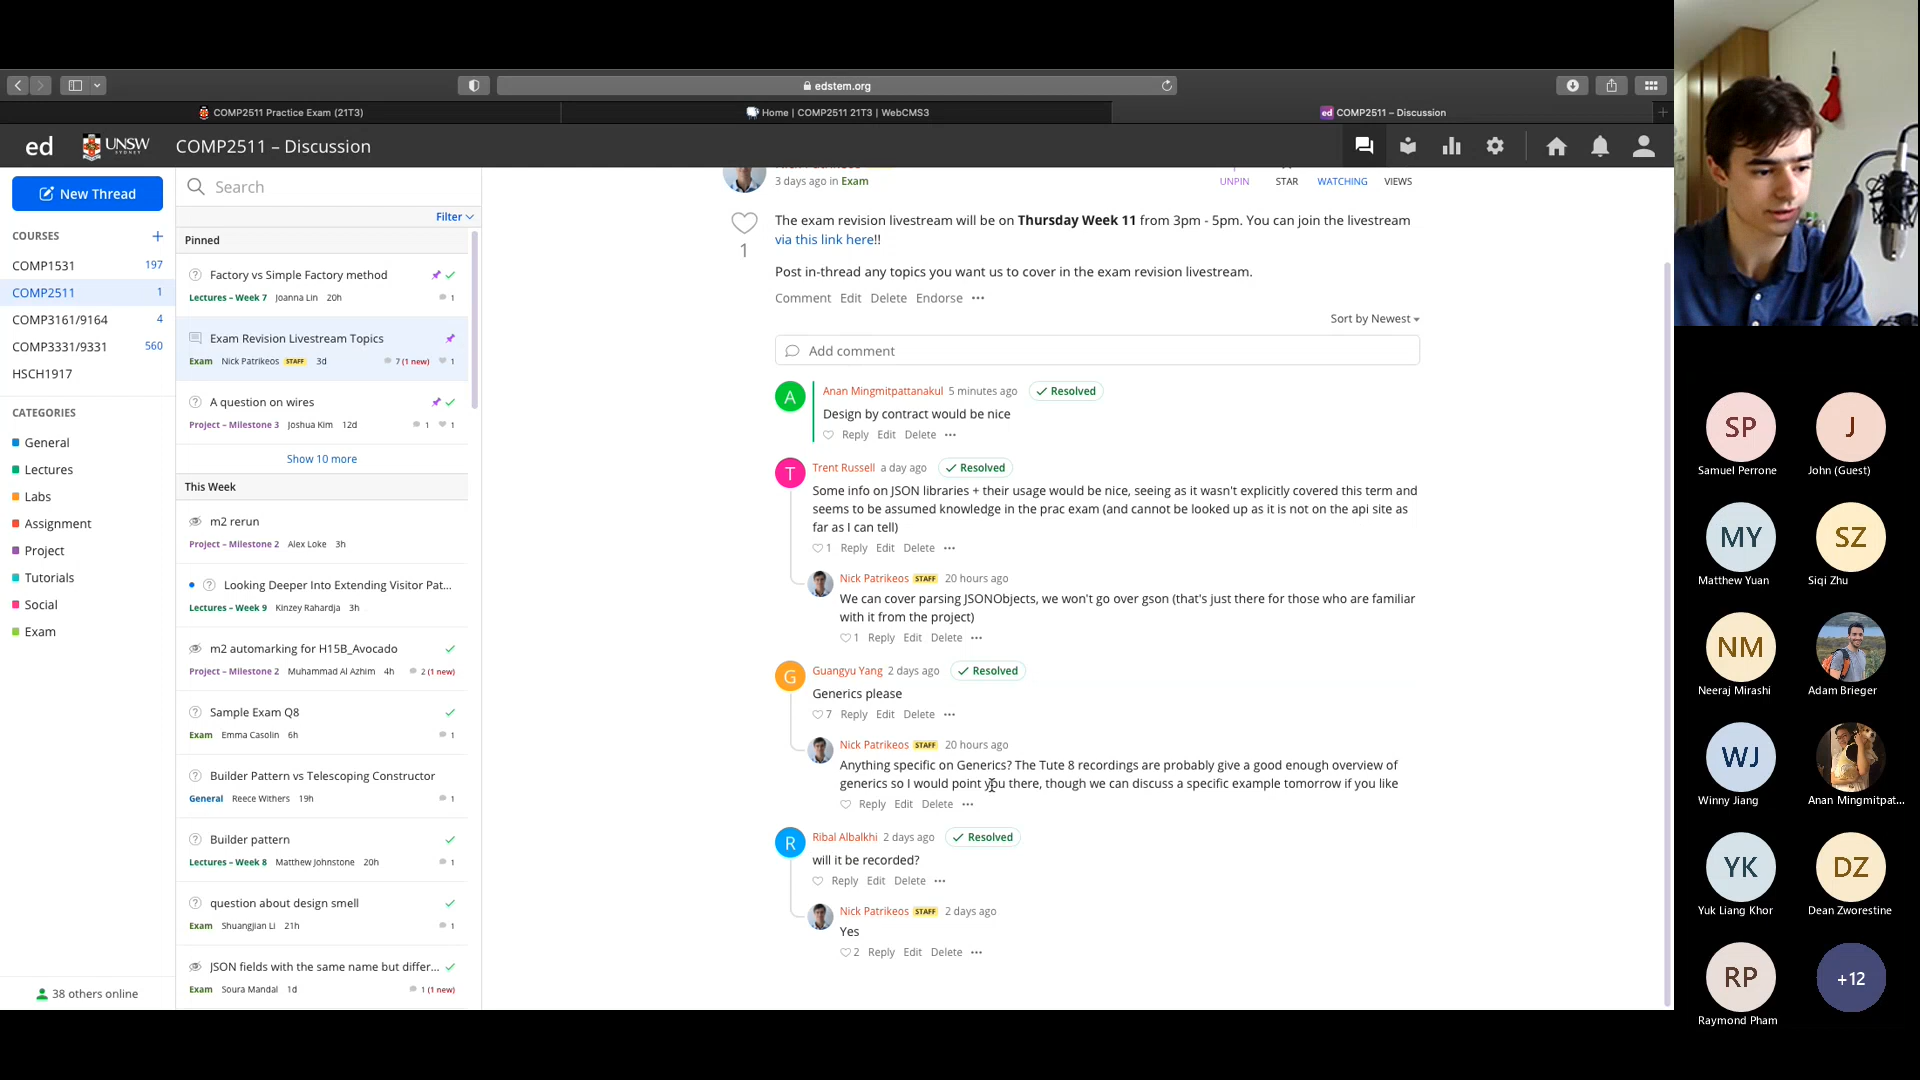 edstem.org
COMP2511 Practice Exam (21T3)
Home | COMP2511 21T3 | WebCMS3
ed COMP2511 – Discussion
ed
UNSW
SYDNEY
COMP2511 – Discussion
New Thread
COURSES
COMP1531 197
COMP2511 1
COMP3161/9164 4
COMP3331/9331 560
HSCH1917
CATEGORIES
General
Lectures
Labs
Assignment
Project
Tutorials
Social
Exam
38 others online
Search
Filter
Pinned
Factory vs Simple Factory method
Lectures – Week 7 Joanna Lin 20h 1
Exam Revision Livestream Topics
Exam Nick Patrikeos STAFF 3d 7 (1 new) 1
A question on wires
Project – Milestone 3 Joshua Kim 12d 1 1
Show 10 more
This Week
m2 rerun
Project – Milestone 2 Alex Loke 3h
Looking Deeper Into Extending Visitor Pat...
Lectures – Week 9 Kinzey Rahardja 3h
m2 automarking for H15B_Avocado
Project – Milestone 2 Muhammad Al Azhim 4h 2 (1 new)
Sample Exam Q8
Exam Emma Casolin 6h 1
Builder Pattern vs Telescoping Constructor
General Reece Withers 19h 1
Builder pattern
Lectures – Week 8 Matthew Johnstone 20h 1
question about design smell
Exam Shuangjian Li 21h 1
JSON fields with the same name but differ...
Exam Soura Mandal 1d 1 (1 new)
3 days ago in Exam
UNPIN STAR WATCHING VIEWS
1
The exam revision livestream will be on Thursday Week 11 from 3pm - 5pm. You can join the livestream
via this link here!!
Post in-thread any topics you want us to cover in the exam revision livestream.
Comment Edit Delete Endorse
Sort by Newest
Add comment
A
Anan Mingmitpattanakul 5 minutes ago Resolved
Design by contract would be nice
Reply Edit Delete
T
Trent Russell a day ago Resolved
Some info on JSON libraries + their usage would be nice, seeing as it wasn't explicitly covered this term and
seems to be assumed knowledge in the prac exam (and cannot be looked up as it is not on the api site as
far as I can tell)
1 Reply Edit Delete
Nick Patrikeos STAFF 20 hours ago
We can cover parsing JSONObjects, we won't go over gson (that's just there for those who are familiar
with it from the project)
1 Reply Edit Delete
G
Guangyu Yang 2 days ago Resolved
Generics please
7 Reply Edit Delete
Nick Patrikeos STAFF 20 hours ago
Anything specific on Generics? The Tute 8 recordings are probably give a good enough overview of
generics so I would point you there, though we can discuss a specific example tomorrow if you like
Reply Edit Delete
R
Ribal Albalkhi 2 days ago Resolved
will it be recorded?
Reply Edit Delete
Nick Patrikeos STAFF 2 days ago
Yes
2 Reply Edit Delete
SP
Samuel Perrone
J
John (Guest)
MY
Matthew Yuan
SZ
Siqi Zhu
NM
Neeraj Mirashi
Adam Brieger
WJ
Winny Jiang
Anan Mingmitpat...
YK
Yuk Liang Khor
DZ
Dean Zworestine
RP
Raymond Pham
+12